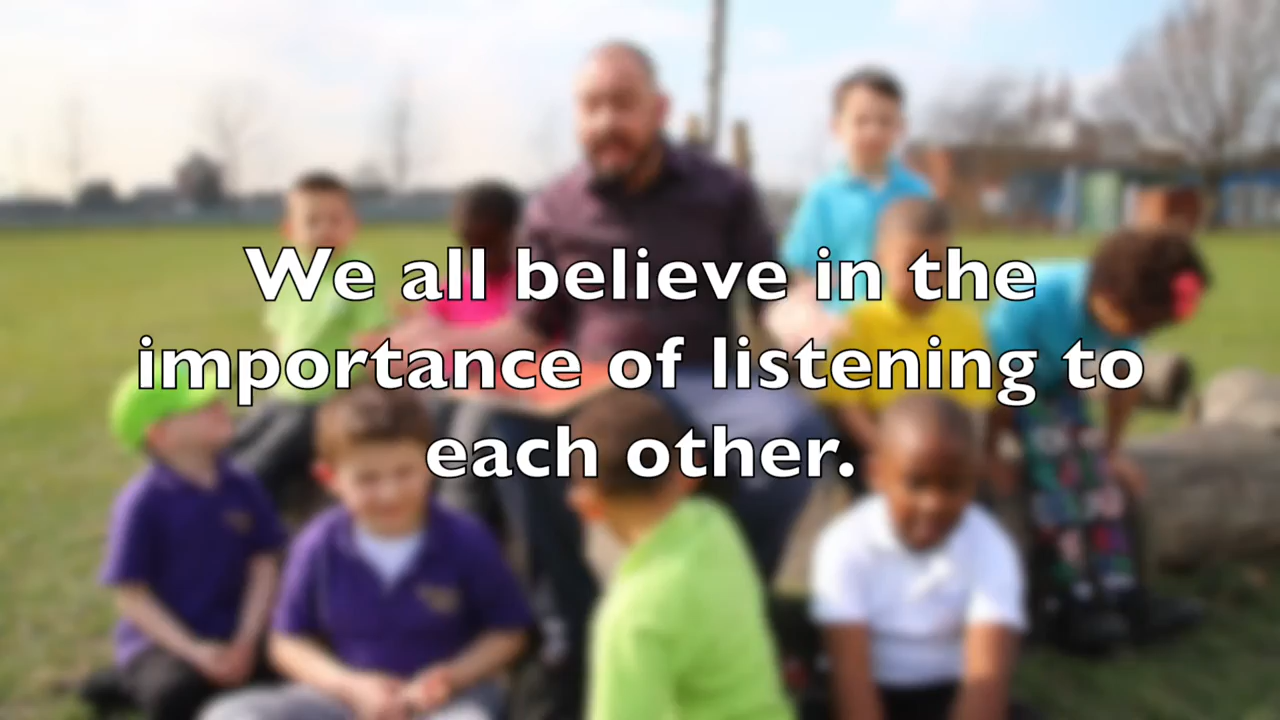 We all believe in the
importance of listening to
each other.